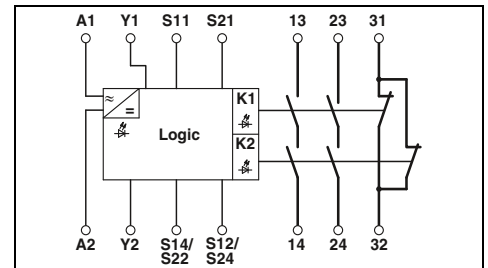 A1 Y1 S11 S21 13 23 31
≈
=
K1
Logic
K2
A2 Y2 S14/ S12/ 14 24 32
S22 S24